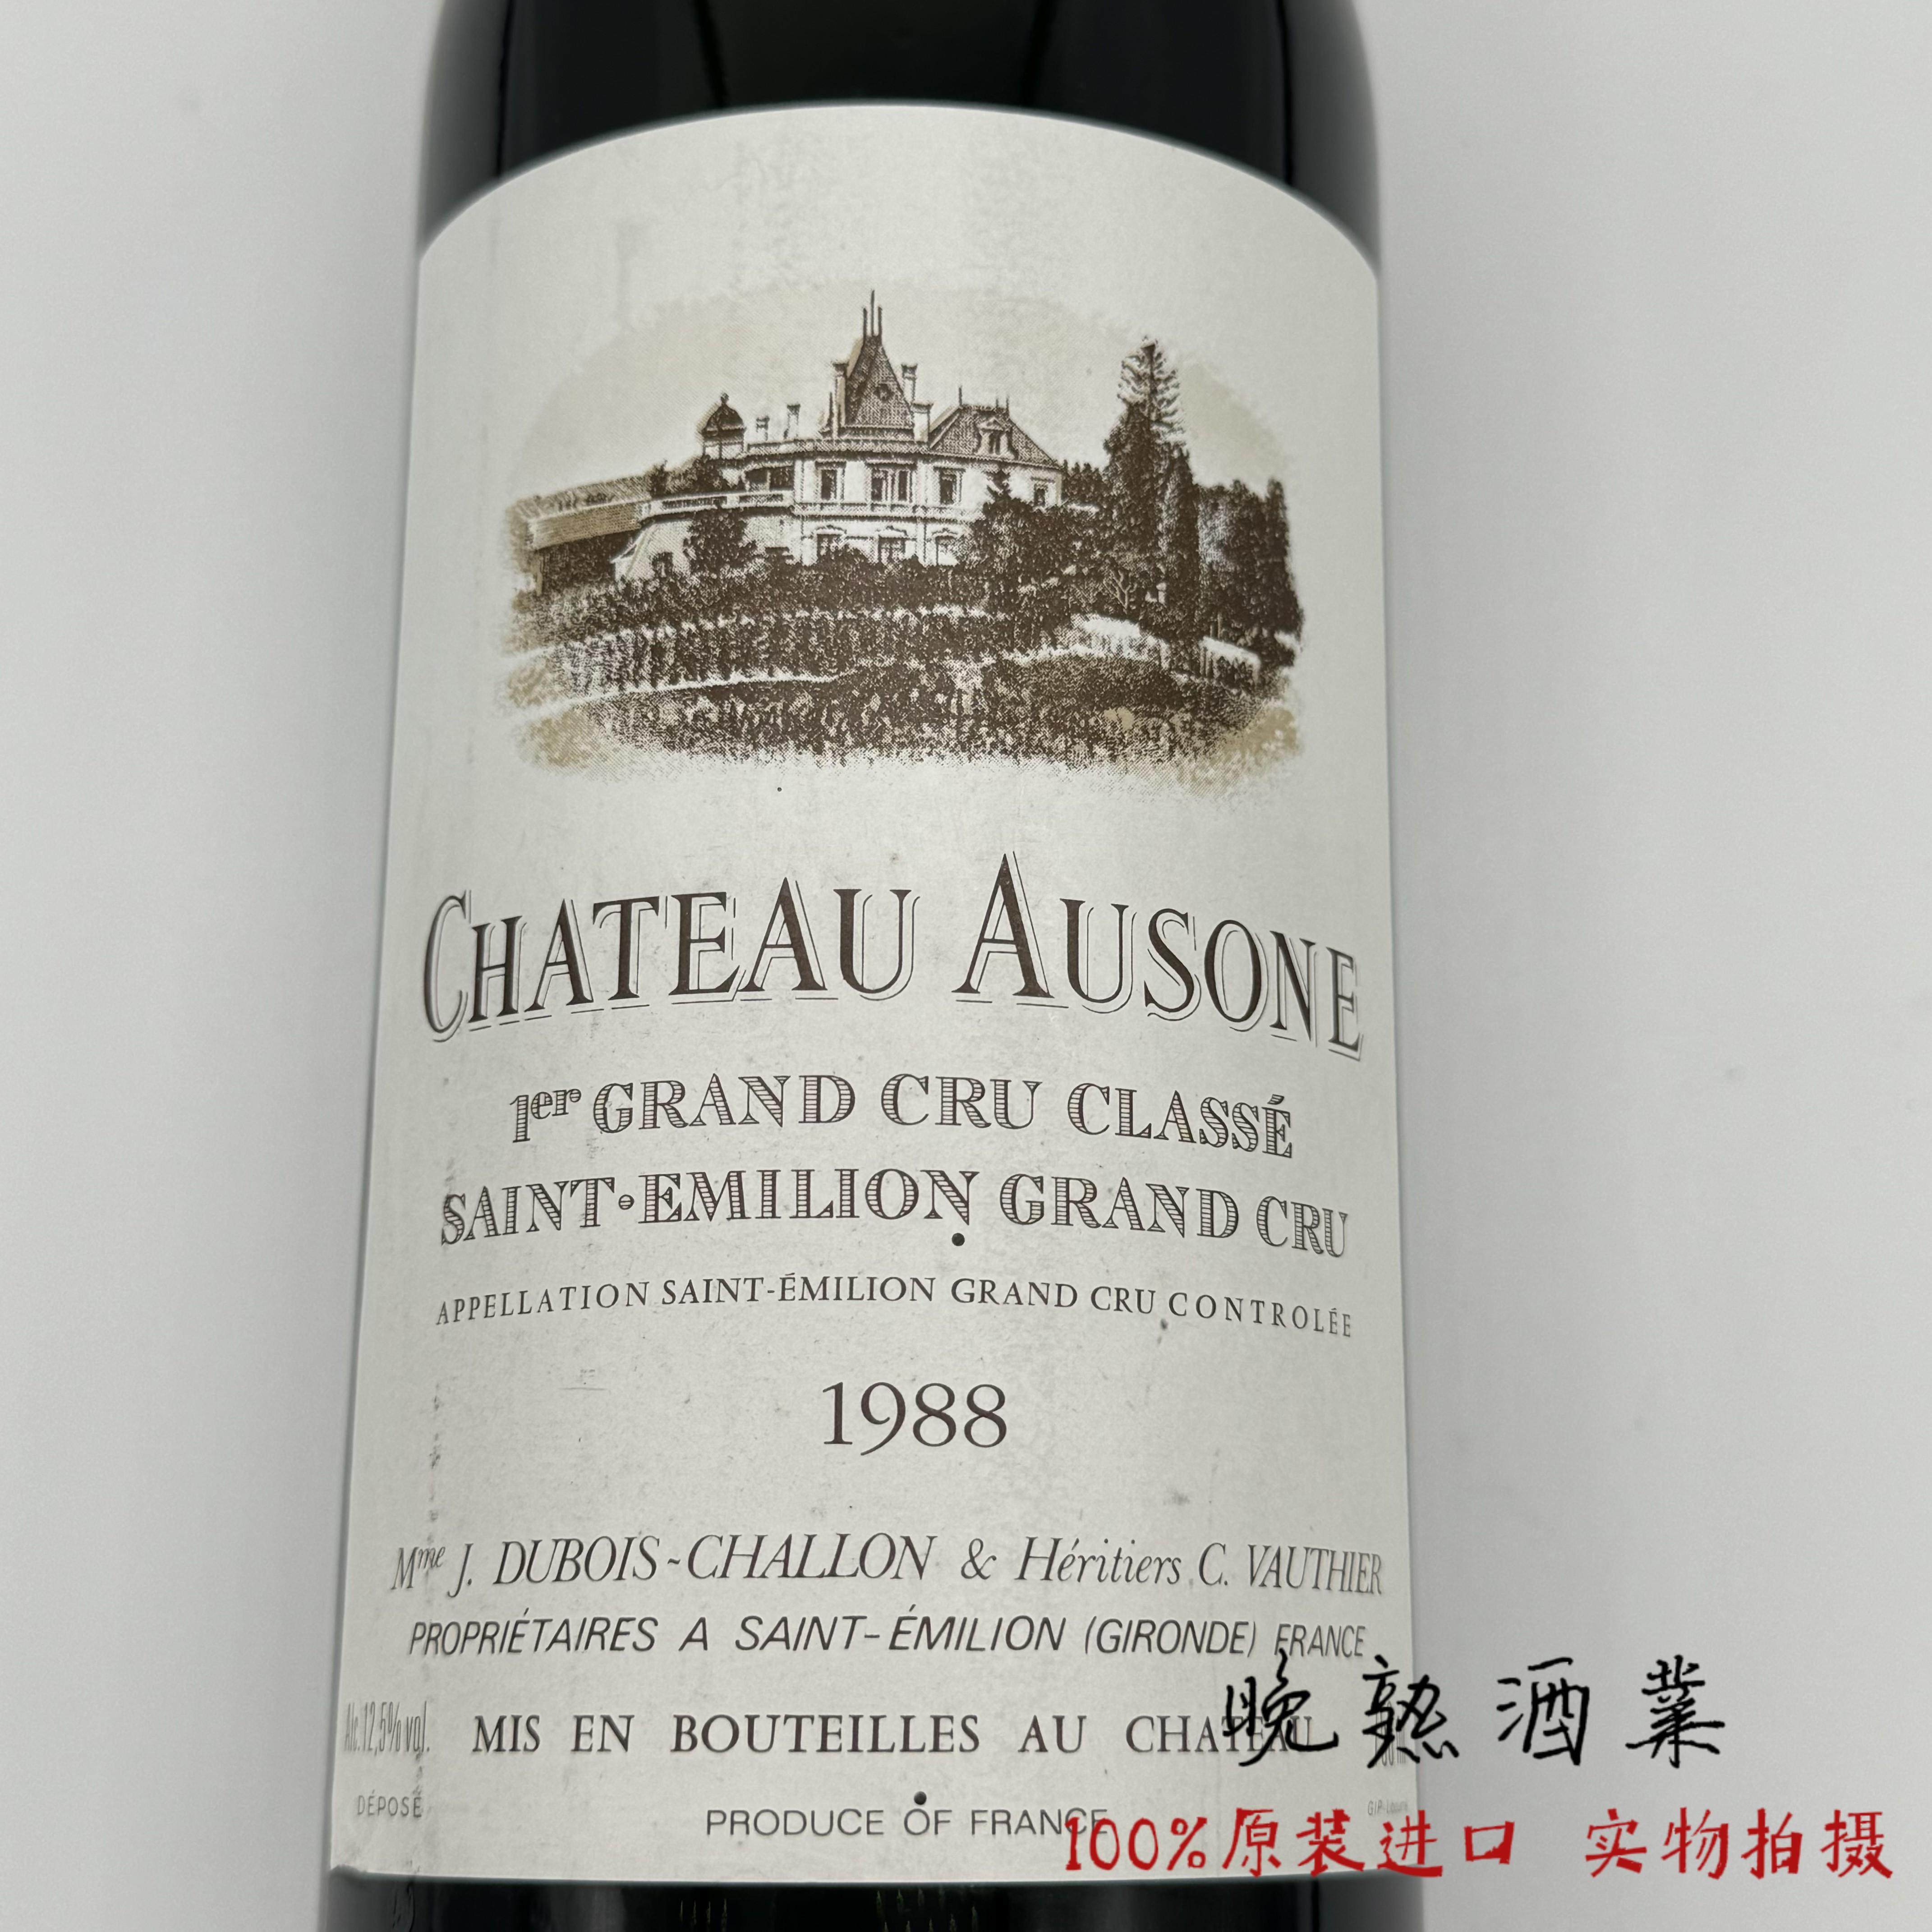 CHATEAU AUSONE
1er GRAND CRU CLASSÉ
SAINT-EMILION GRAND CRU
APPELLATION SAINT-ÉMILION GRAND CRU CONTROLÉE
1988
Mme J. DUBOIS-CHALLON & Héritiers C. VAUTHIER
PROPRIÉTAIRES A SAINT-ÉMILION (GIRONDE) FRANCE
Alc.12,5% vol. MIS EN BOUTEILLES AU CHATEAU
晚熟酒業
DÉPOSÉ
PRODUCE OF FRANCE
100%原装进口 实物拍摄